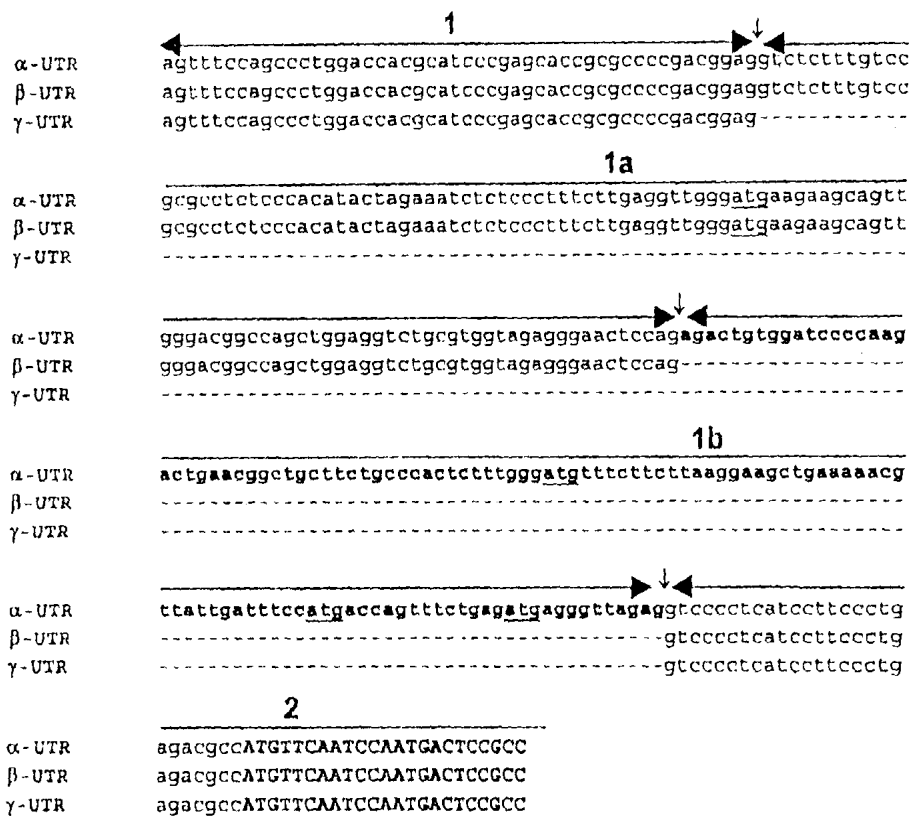 1 ↓
α-UTR agtttccagccctggaccacgcatcccgagcaccgcgccccgacggaggtctctttgtcc
β-UTR agtttccagccctggaccacgcatcccgagcaccgcgccccgacggaggtctctttgtcc
γ-UTR agtttccagccctggaccacgcatcccgagcaccgcgccccgacggag------------
1a
α-UTR gcgcctctcccacatactagaaatctctccctttcttgaggttgggatgaagaagcagtt
β-UTR gcgcctctcccacatactagaaatctctccctttcttgaggttgggatgaagaagcagtt
γ-UTR ------------------------------------------------------------
↓
α-UTR gggacggccagctggaggtctgcgtggtagagggaactccagagactgtggatccccaag
β-UTR gggacggccagctggaggtctgcgtggtagagggaactccag------------------
γ-UTR ------------------------------------------------------------
1b
α-UTR actgaacggctgcttctgcccactctttgggatgtttcttcttaaggaagctgaaaaacg
β-UTR ------------------------------------------------------------
γ-UTR ------------------------------------------------------------
↓
α-UTR ttattgatttccatgaccagtttctgagatgagggttagaggtcccctcatccttccctg
β-UTR -----------------------------------------gtcccctcatccttccctg
γ-UTR -----------------------------------------gtcccctcatccttccctg
2
α-UTR agacgccATGTTCAATCCAATGACTCCGCC
β-UTR agacgccATGTTCAATCCAATGACTCCGCC
γ-UTR agacgccATGTTCAATCCAATGACTCCGCC